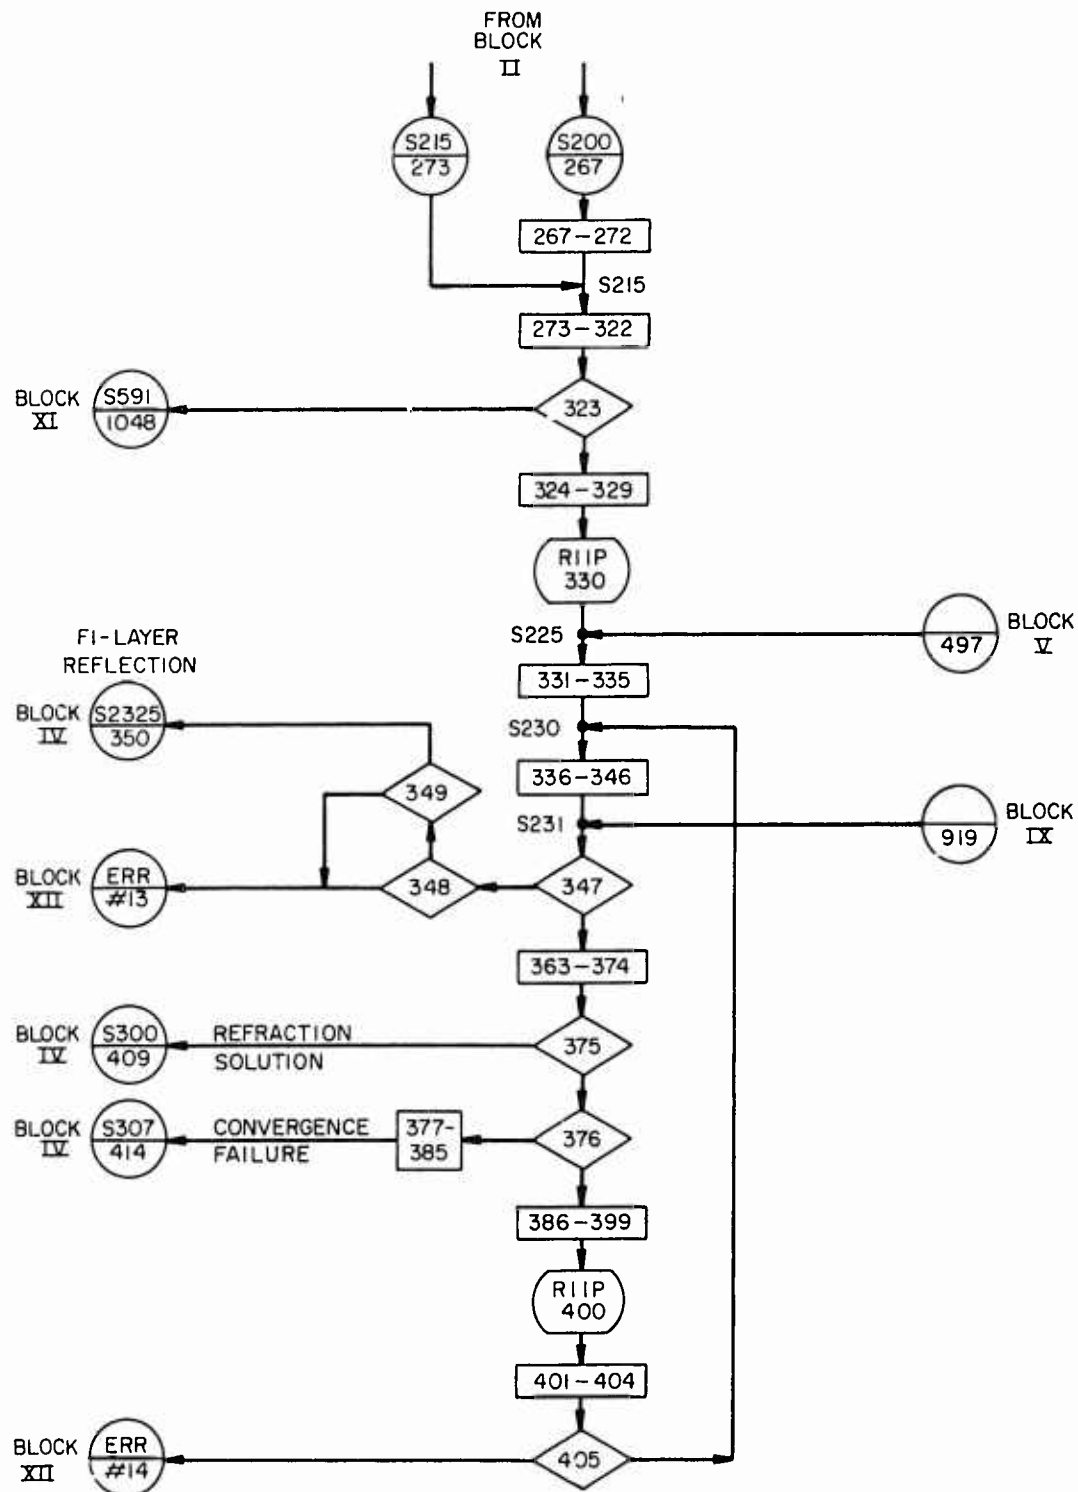 FROM
BLOCK
II
S215
273
S200
267
267-272
S215
273-322
BLOCK
XI
S591
1048
323
324-329
R11P
330
F1-LAYER
REFLECTION
S225
497
BLOCK
V
331-335
BLOCK
IV
S2325
350
S230
349
336-346
S231
919
BLOCK
IX
BLOCK
XII
ERR
#13
348
347
363-374
BLOCK
IV
S300
409
REFRACTION
SOLUTION
375
BLOCK
IV
S307
414
CONVERGENCE
FAILURE
377-
385
376
386-399
R11P
400
401-404
BLOCK
XII
ERR
#14
405